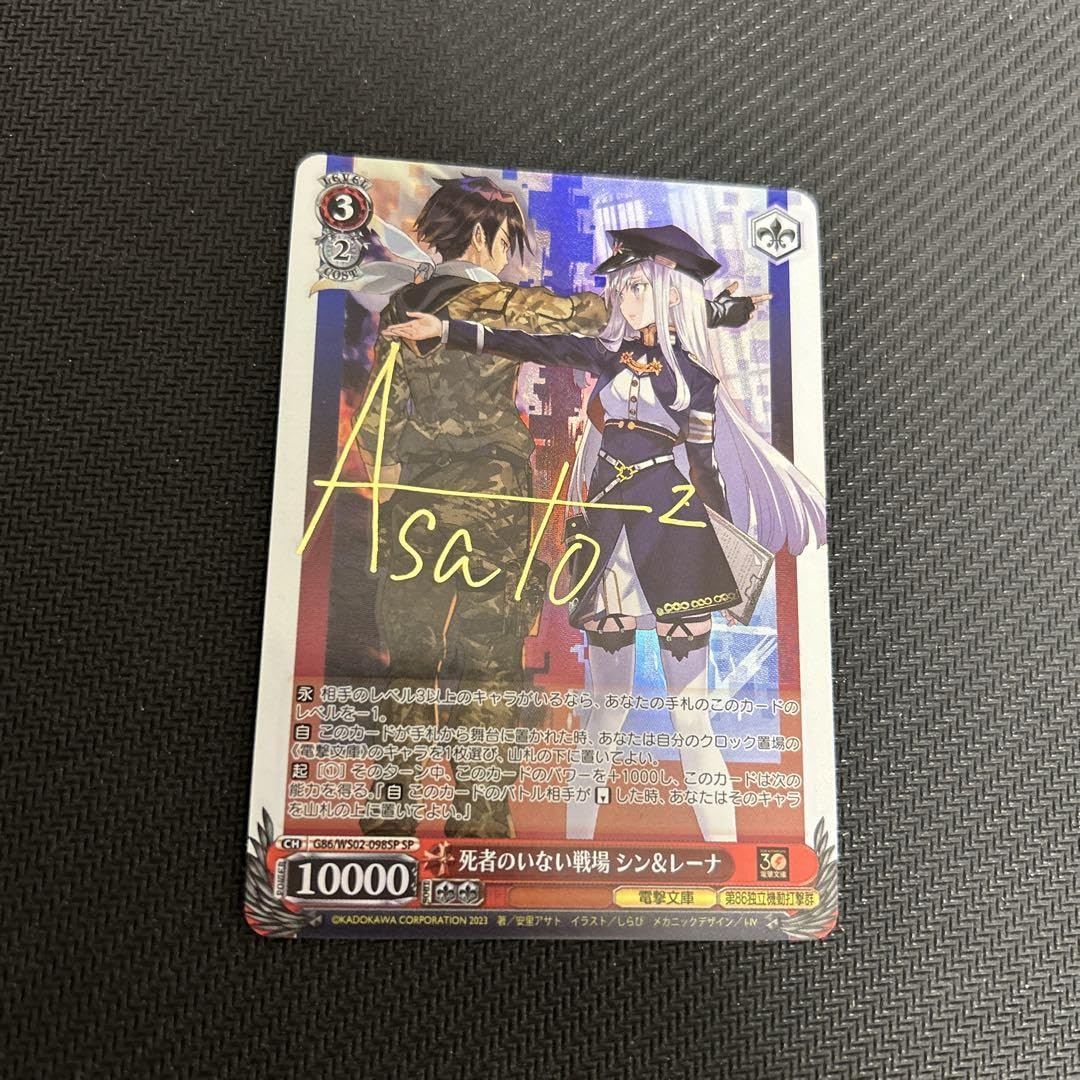 LEVEL
3
2
COST
Asato
永 相手のレベル3以上のキャラがいるなら、あなたの手札のこのカードの
レベルを-1。
自 このカードが手札から舞台に置かれた時、あなたは自分のクロック置場の
《電撃文庫》のキャラを1枚選び、山札の下に置いてよい。
起 [①] そのターン中、このカードのパワーを+1000し、このカードは次の
能力を得る。「自 このカードのバトル相手が した時、あなたはそのキャラ
を山札の上に置いてよい。」
CH G86/WS02-098SP SP
POWER 10000
死者のいない戦場 シン&レーナ
30
電撃文庫
電撃文庫
第86独立機動打撃群
©KADOKAWA CORPORATION 2023 著/安里アサト イラスト/しらび メカニックデザイン/I-IV